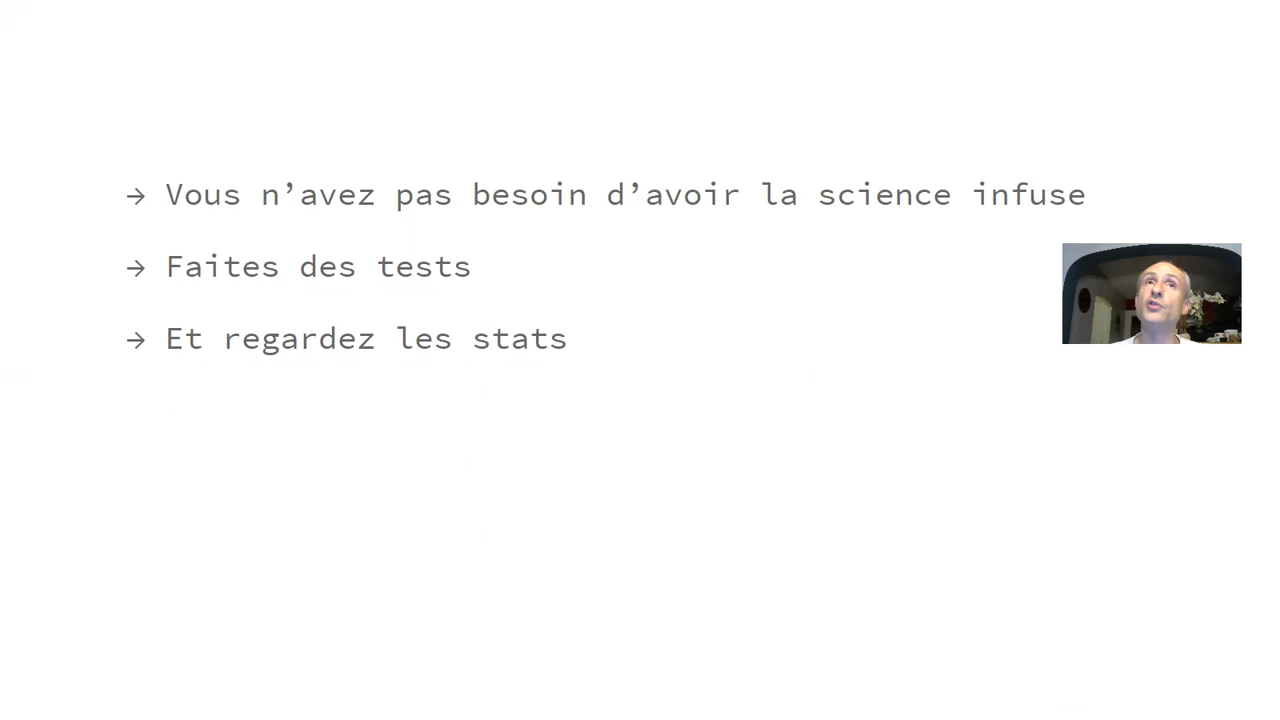 → Vous n’avez pas besoin d’avoir la science infuse
→ Faites des tests
→ Et regardez les stats